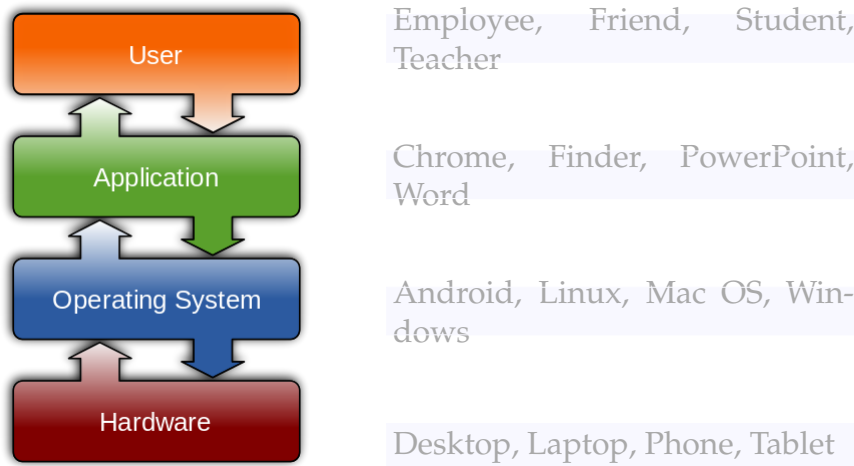 User
Employee, Friend, Student,
Teacher
Application
Chrome, Finder, PowerPoint,
Word
Operating System
Android, Linux, Mac OS, Win-
dows
Hardware
Desktop, Laptop, Phone, Tablet